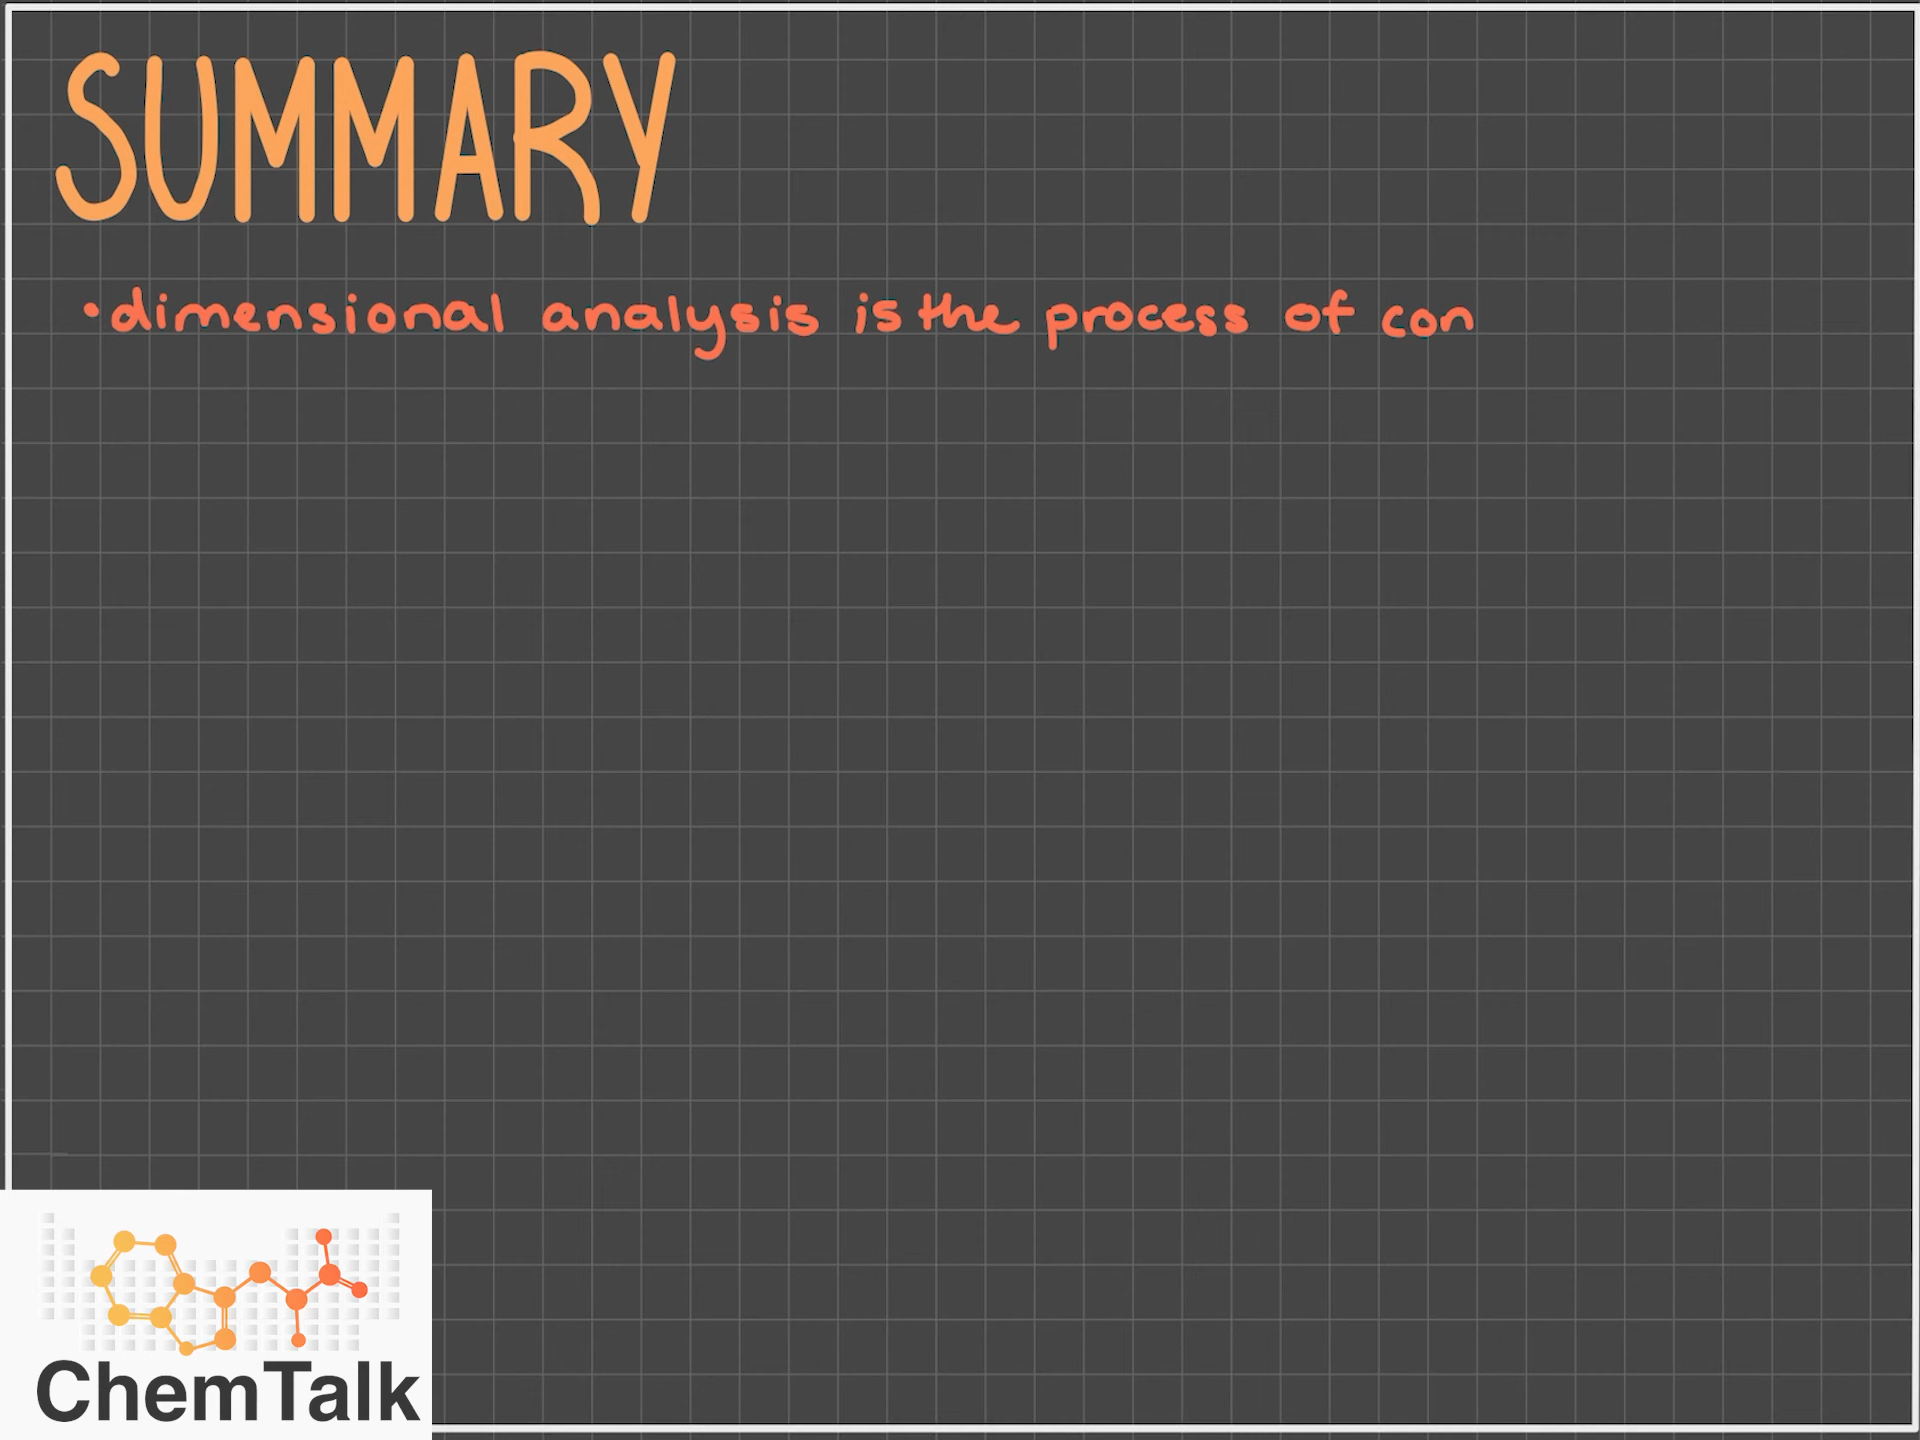 SUMMARY
•dimensional analysis is the process of con
ChemTalk